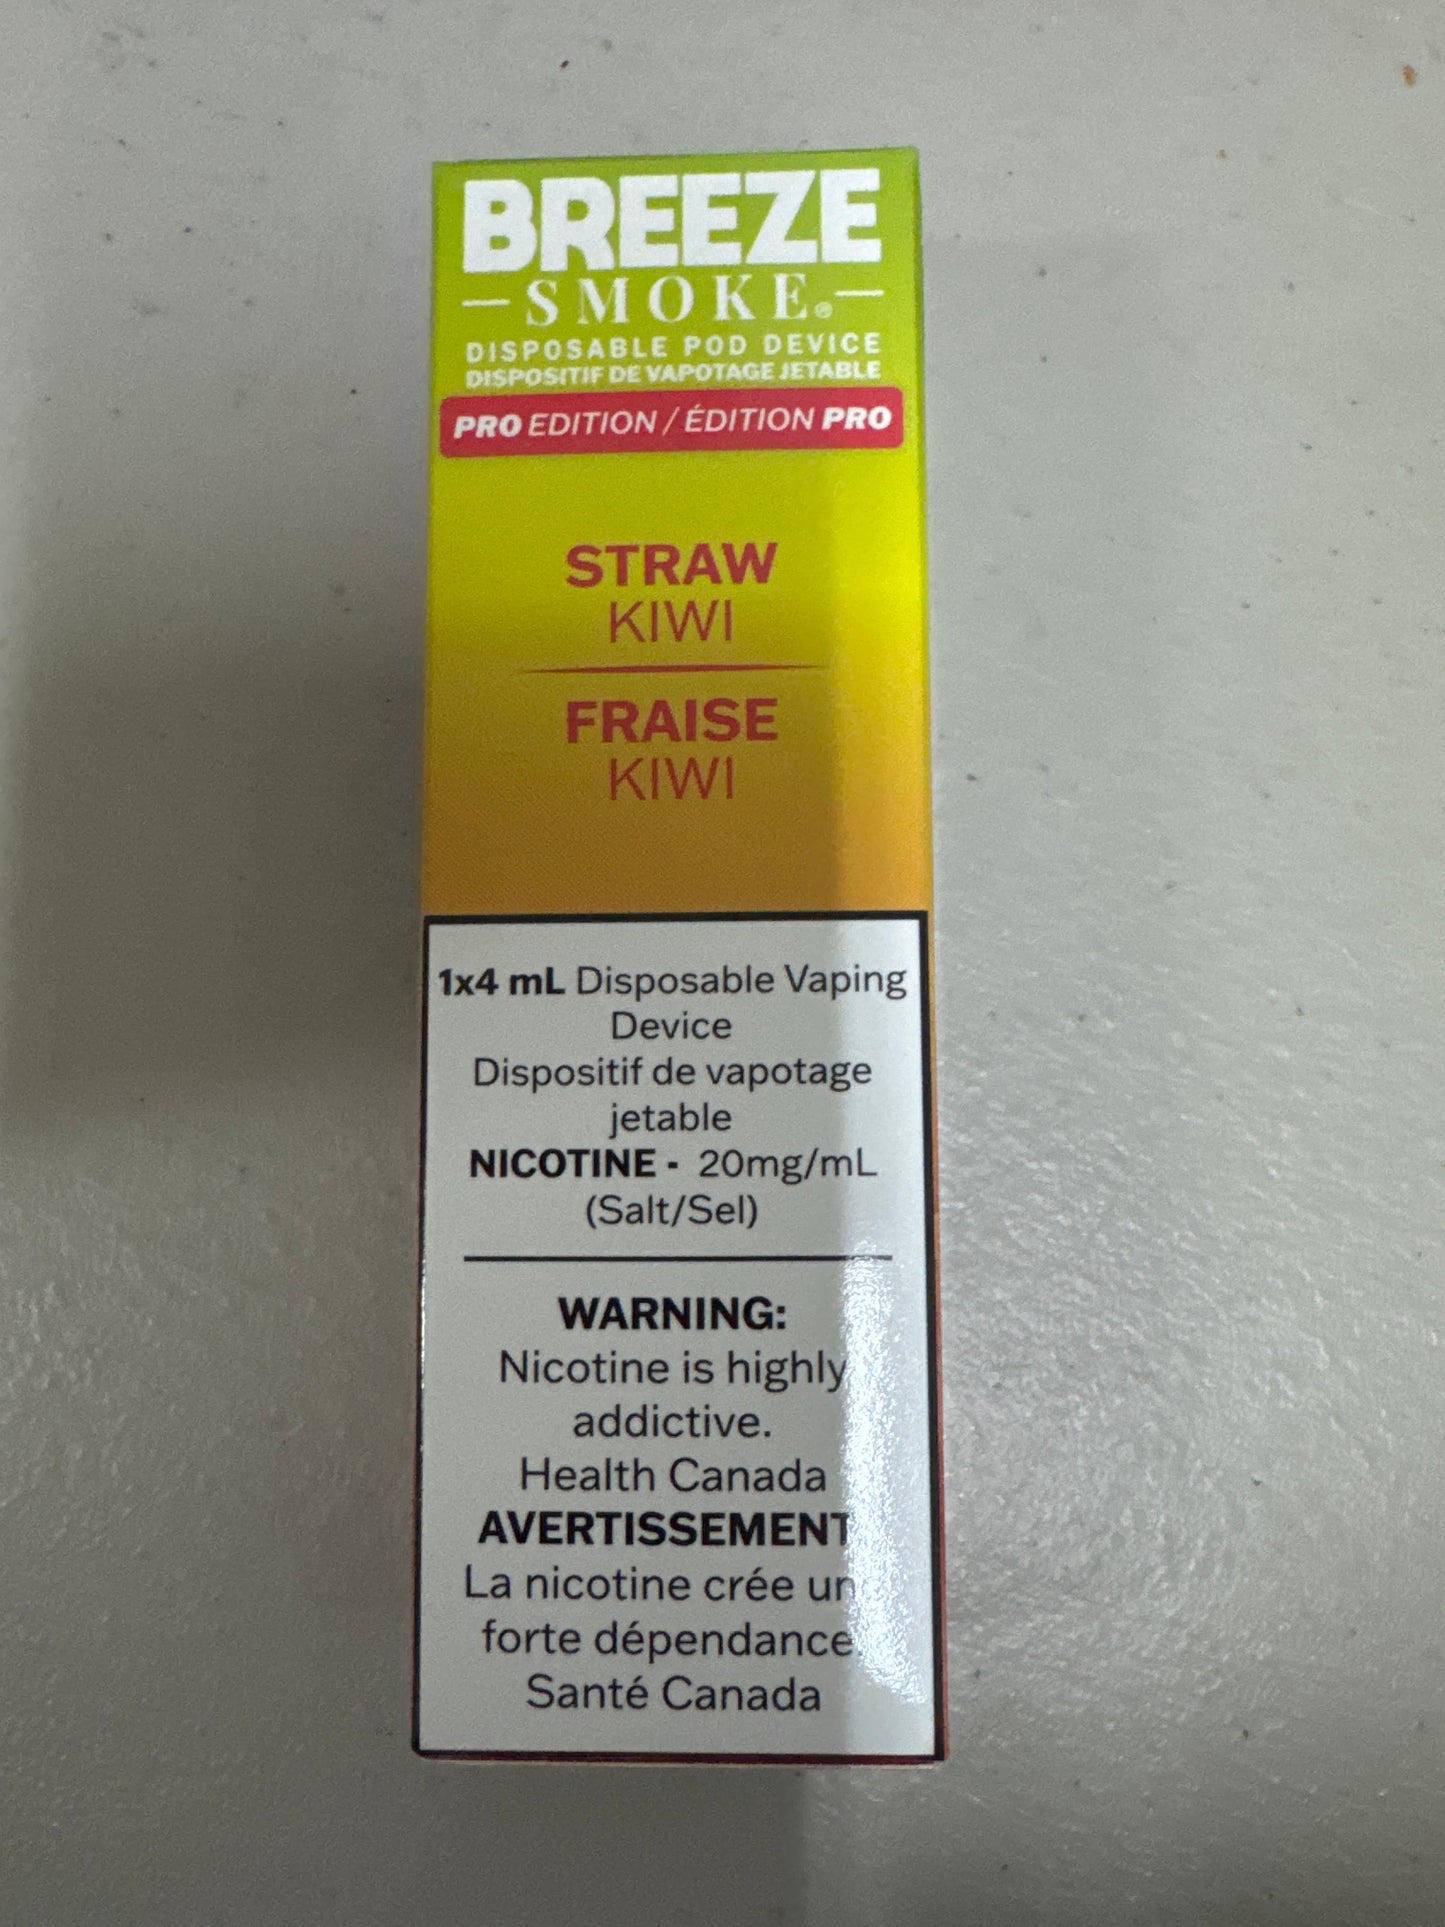 BREEZE
SMOKE®
DISPOSABLE POD DEVICE
DISPOSITIF DE VAPOTAGE JETABLE
PRO EDITION / ÉDITION PRO
STRAW
KIWI
FRAISE
KIWI
1x4 mL Disposable Vaping
Device
Dispositif de vapotage
jetable
NICOTINE - 20mg/mL
(Salt/Sel)
WARNING:
Nicotine is highly
addictive.
Health Canada
AVERTISSEMENT
La nicotine crée un
forte dépendance.
Santé Canada